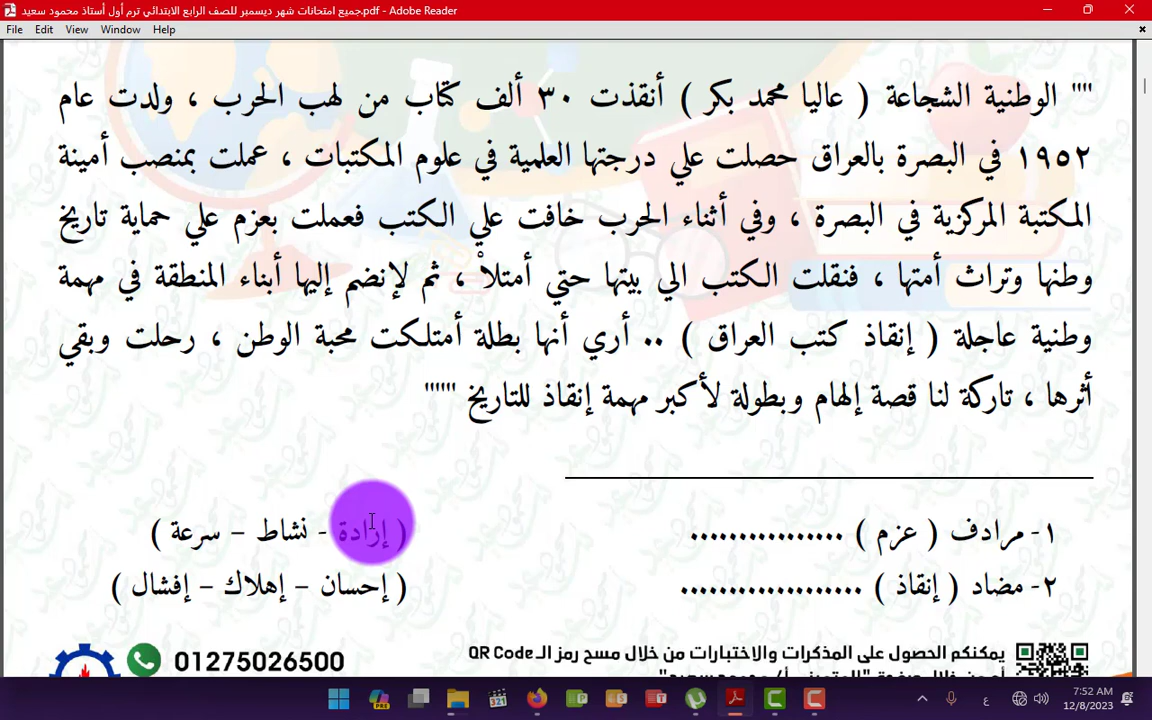 جميع امتحانات شهر ديسمبر للصف الرابع الابتدائي ترم أول أستاذ محمود سعيد.pdf - Adobe Reader
File Edit View Window Help
"" الوطنية الشجاعة ( عاليا محمد بكر ) أنقذت ٣٠ ألف كتاب من لهب الحرب ، ولدت عام
١٩٥٢ في البصرة بالعراق حصلت علي درجتها العلمية في علوم المكتبات ، عملت بمنصب أمينة
المكتبة المركزية في البصرة ، وفي أثناء الحرب خافت علي الكتب فعملت بعزم علي حماية تاريخ
وطنها وتراث أمتها ، فنقلت الكتب الي بيتها حتي أمتلاْ ، ثم لإنضم إليها أبناء المنطقة في مهمة
وطنية عاجلة ( إنقاذ كتب العراق ) .. أري أنها بطلة أمتلكت محبة الوطن ، رحلت وبقي
أثرها ، تاركة لنا قصة إلهام وبطولة لأكبر مهمة إنقاذ للتاريخ """
١- مرادف ( عزم ) ................ ( إرادة - نشاط – سرعة )
٢- مضاد ( إنقاذ ) ................... ( إحسان – إهلاك – إفشال )
يمكنكم الحصول على المذكرات والاختبارات من خلال مسح رمز الـ QR Code
01275026500
7:52 AM
12/8/2023